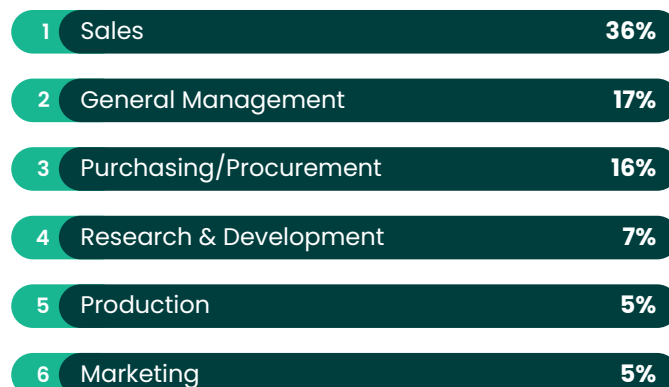 1 Sales 36%
2 General Management 17%
3 Purchasing/Procurement 16%
4 Research & Development 7%
5 Production 5%
6 Marketing 5%